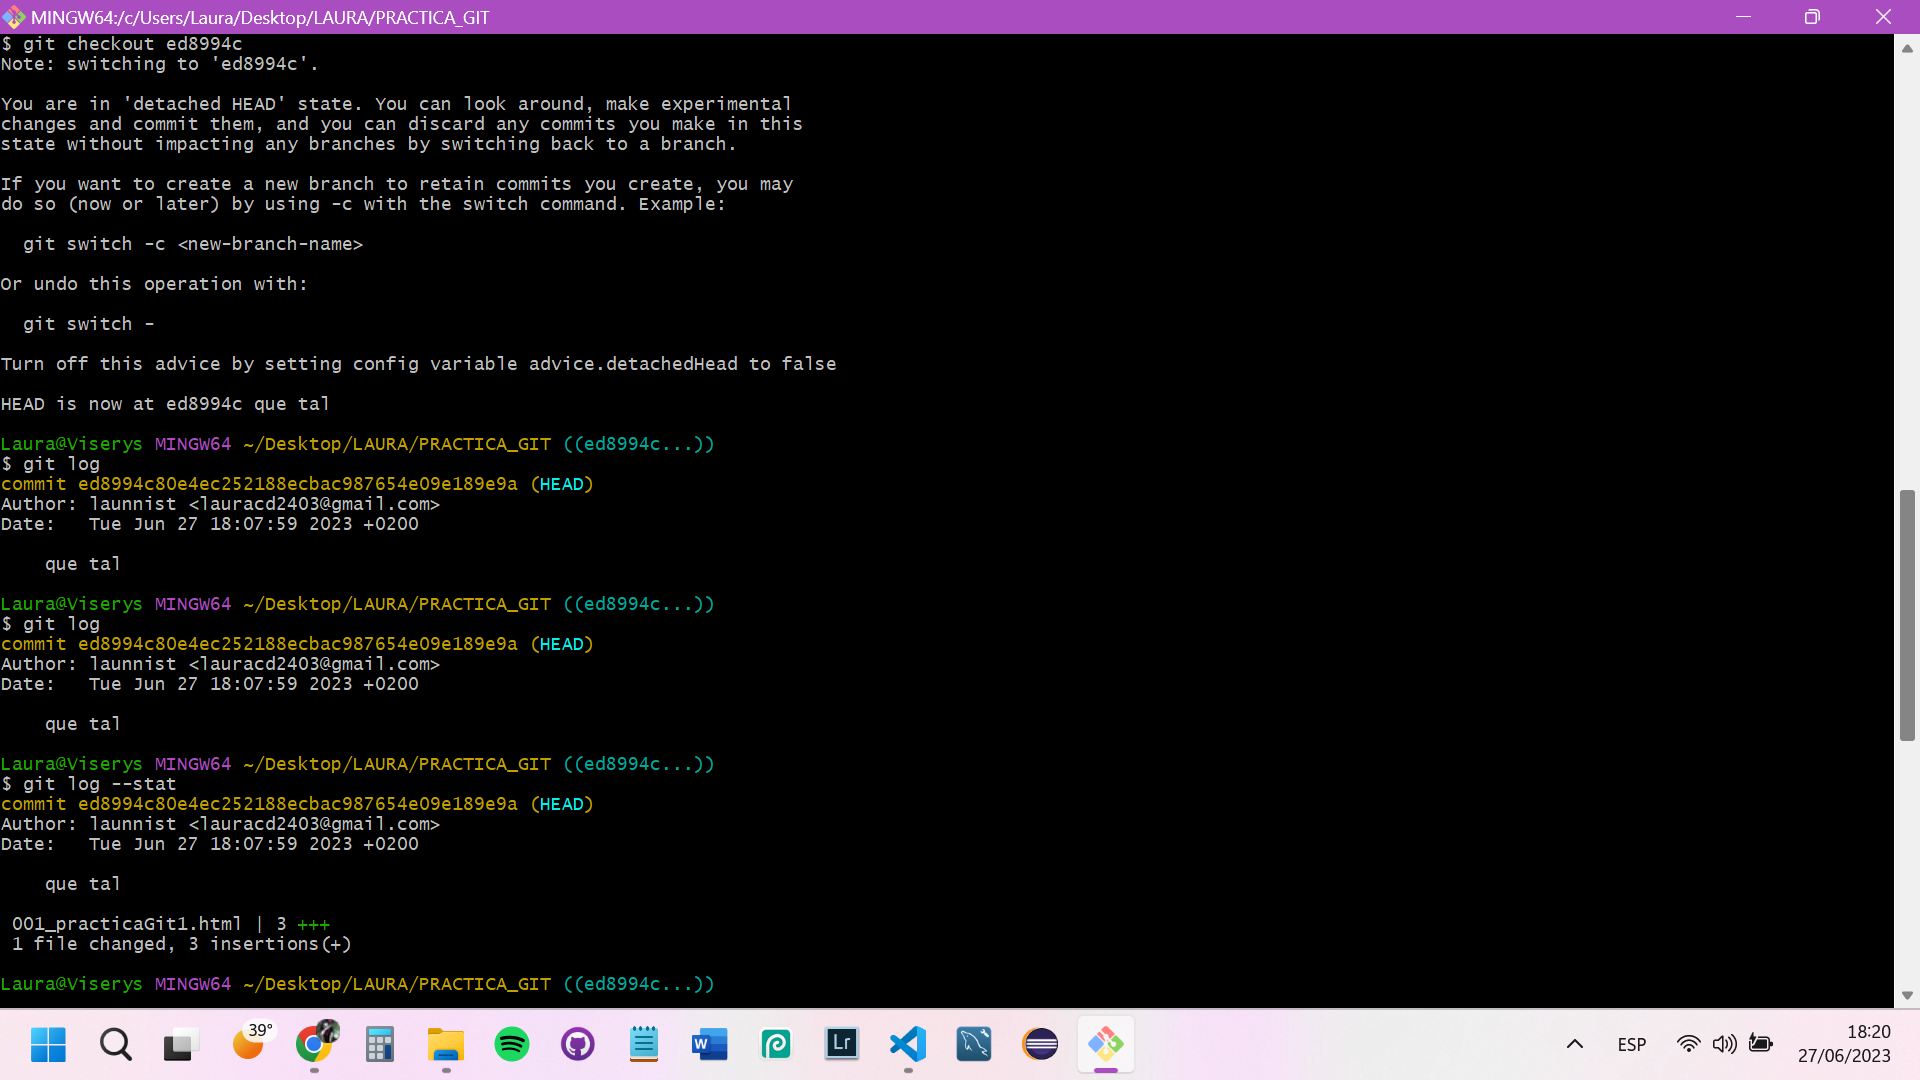 MINGW64:/c/Users/Laura/Desktop/LAURA/PRACTICA_GIT
$ git checkout ed8994c
Note: switching to 'ed8994c'.
You are in 'detached HEAD' state. You can look around, make experimental
changes and commit them, and you can discard any commits you make in this
state without impacting any branches by switching back to a branch.
If you want to create a new branch to retain commits you create, you may
do so (now or later) by using -c with the switch command. Example:
git switch -c <new-branch-name>
Or undo this operation with:
git switch -
Turn off this advice by setting config variable advice.detachedHead to false
HEAD is now at ed8994c que tal
Laura@Viserys MINGW64 ~/Desktop/LAURA/PRACTICA_GIT ((ed8994c...))
$ git log
commit ed8994c80e4ec252188ecbac987654e09e189e9a (HEAD)
Author: launnist <lauracd2403@gmail.com>
Date:   Tue Jun 27 18:07:59 2023 +0200
que tal
Laura@Viserys MINGW64 ~/Desktop/LAURA/PRACTICA_GIT ((ed8994c...))
$ git log
commit ed8994c80e4ec252188ecbac987654e09e189e9a (HEAD)
Author: launnist <lauracd2403@gmail.com>
Date:   Tue Jun 27 18:07:59 2023 +0200
que tal
Laura@Viserys MINGW64 ~/Desktop/LAURA/PRACTICA_GIT ((ed8994c...))
$ git log --stat
commit ed8994c80e4ec252188ecbac987654e09e189e9a (HEAD)
Author: launnist <lauracd2403@gmail.com>
Date:   Tue Jun 27 18:07:59 2023 +0200
que tal
001_practicaGit1.html | 3 +++
1 file changed, 3 insertions(+)
Laura@Viserys MINGW64 ~/Desktop/LAURA/PRACTICA_GIT ((ed8994c...))
39°
W
Lr
ESP
18:20
27/06/2023